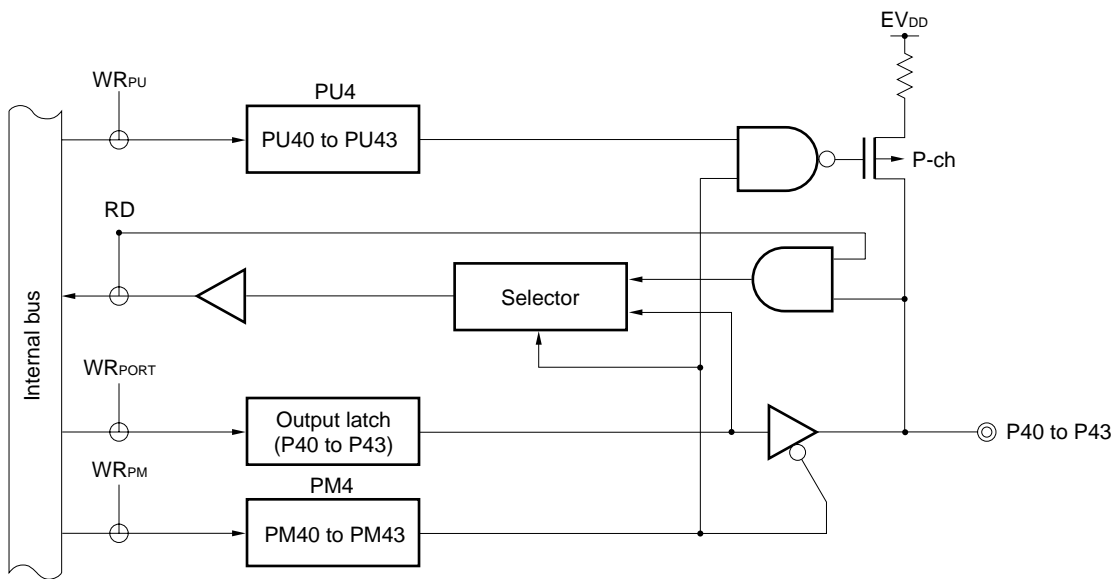 EVDD
WRPU
PU4
PU40 to PU43
P-ch
RD
Selector
Internal bus
WRPORT
Output latch
(P40 to P43)
P40 to P43
WRPM
PM4
PM40 to PM43